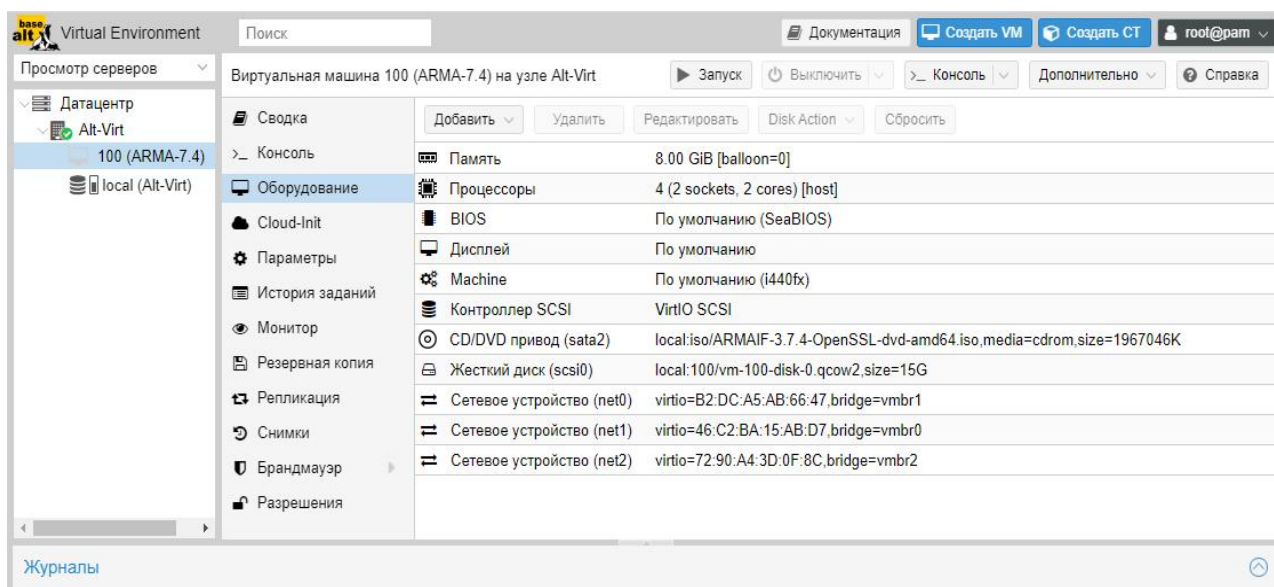 base
alt Virtual Environment
Поиск
Документация
Создать VM
Создать CT
root@pam
Просмотр серверов
Виртуальная машина 100 (ARMA-7.4) на узле Alt-Virt
Запуск
Выключить
>_ Консоль
Дополнительно
Справка
Датацентр
Alt-Virt
100 (ARMA-7.4)
local (Alt-Virt)
Сводка
>_ Консоль
Оборудование
Cloud-Init
Параметры
История заданий
Монитор
Резервная копия
Репликация
Снимки
Брандмауэр
Разрешения
Добавить
Удалить
Редактировать
Disk Action
Сбросить
Память 8.00 GiB [balloon=0]
Процессоры 4 (2 sockets, 2 cores) [host]
BIOS По умолчанию (SeaBIOS)
Дисплей По умолчанию
Machine По умолчанию (i440fx)
Контроллер SCSI VirtIO SCSI
CD/DVD привод (sata2) local:iso/ARMAIF-3.7.4-OpenSSL-dvd-amd64.iso,media=cdrom,size=1967046K
Жесткий диск (scsi0) local:100/vm-100-disk-0.qcow2,size=15G
Сетевое устройство (net0) virtio=B2:DC:A5:AB:66:47,bridge=vmbr1
Сетевое устройство (net1) virtio=46:C2:BA:15:AB:D7,bridge=vmbr0
Сетевое устройство (net2) virtio=72:90:A4:3D:0F:8C,bridge=vmbr2
Журналы